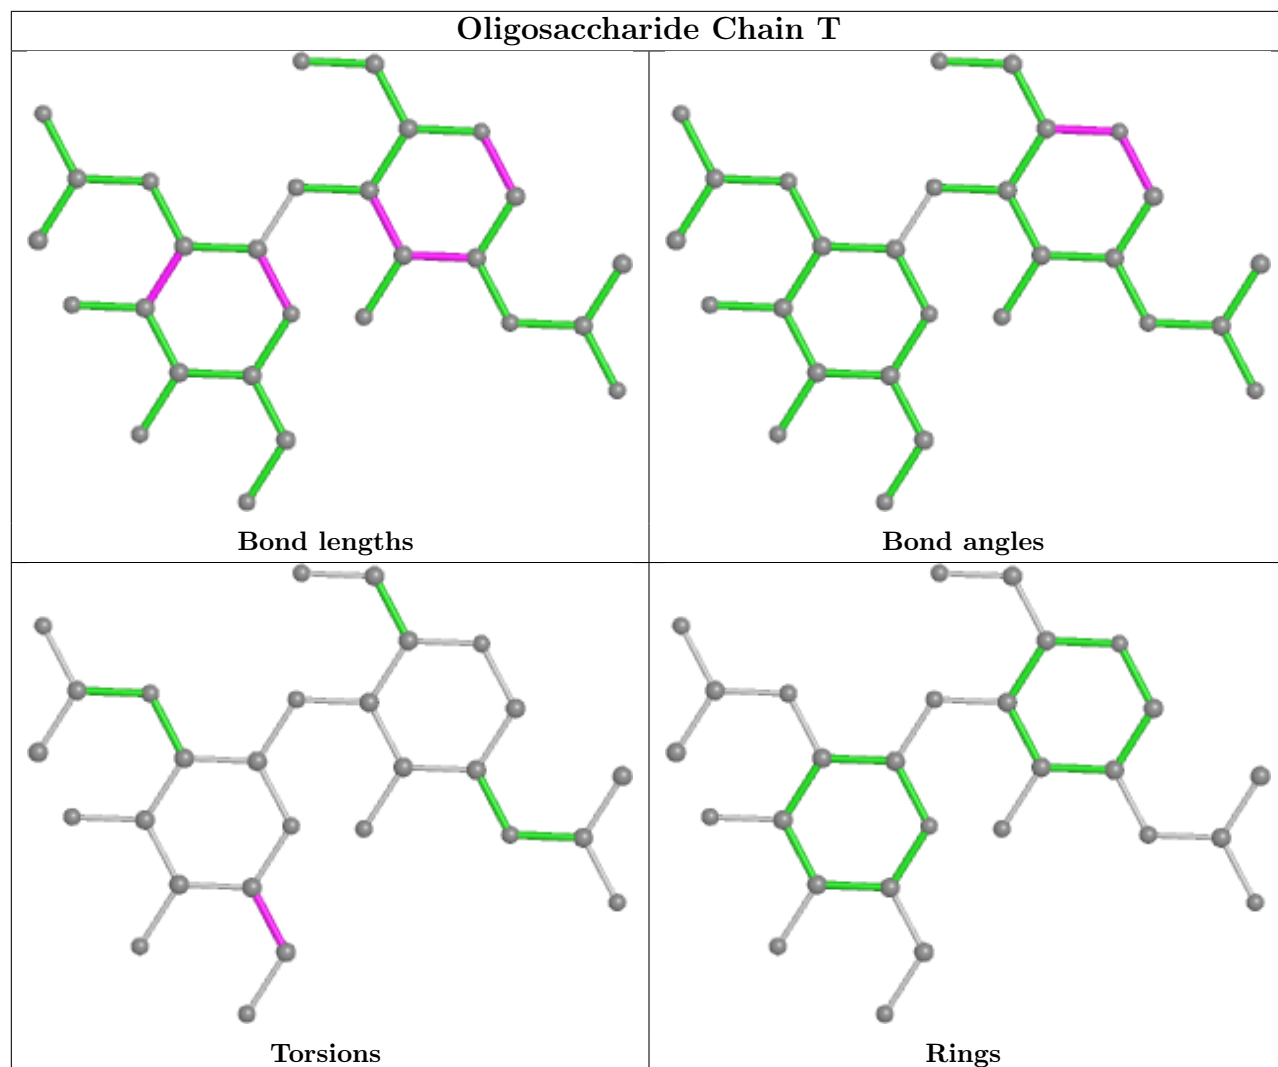 Oligosaccharide Chain T
Bond lengths
Bond angles
Torsions
Rings